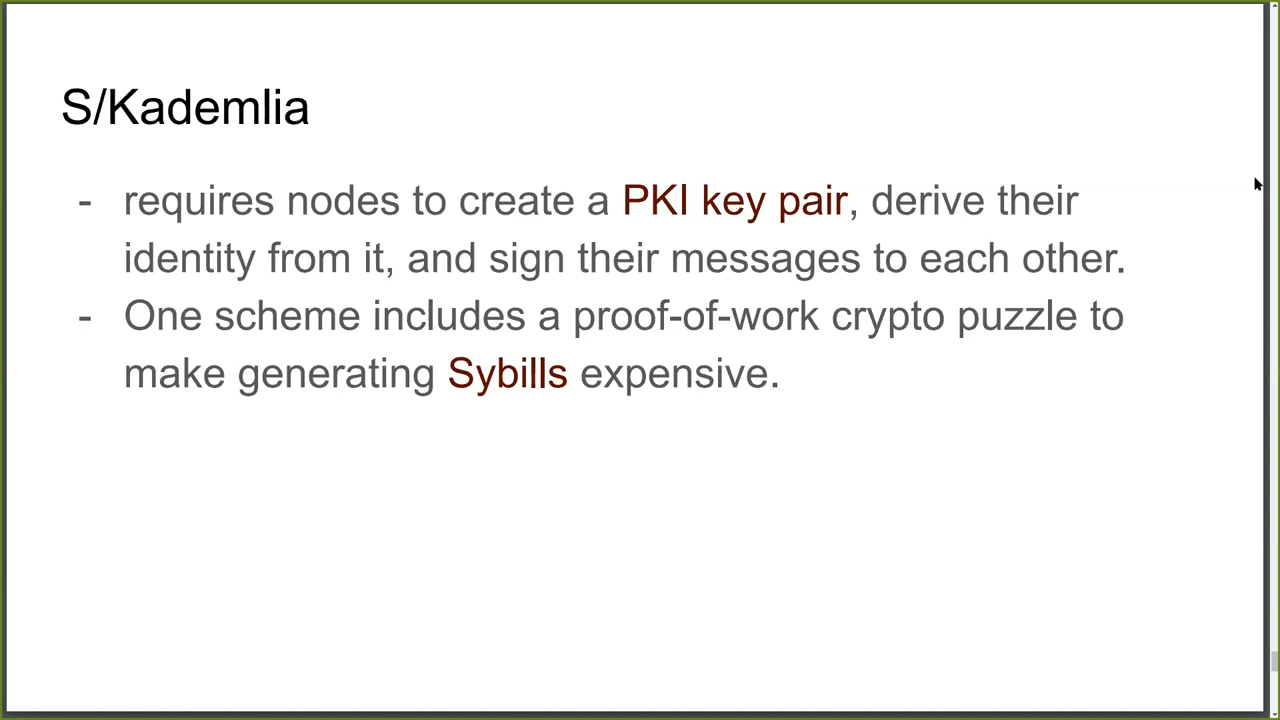 S/Kademlia
- requires nodes to create a PKI key pair, derive their
identity from it, and sign their messages to each other.
- One scheme includes a proof-of-work crypto puzzle to
make generating Sybills expensive.